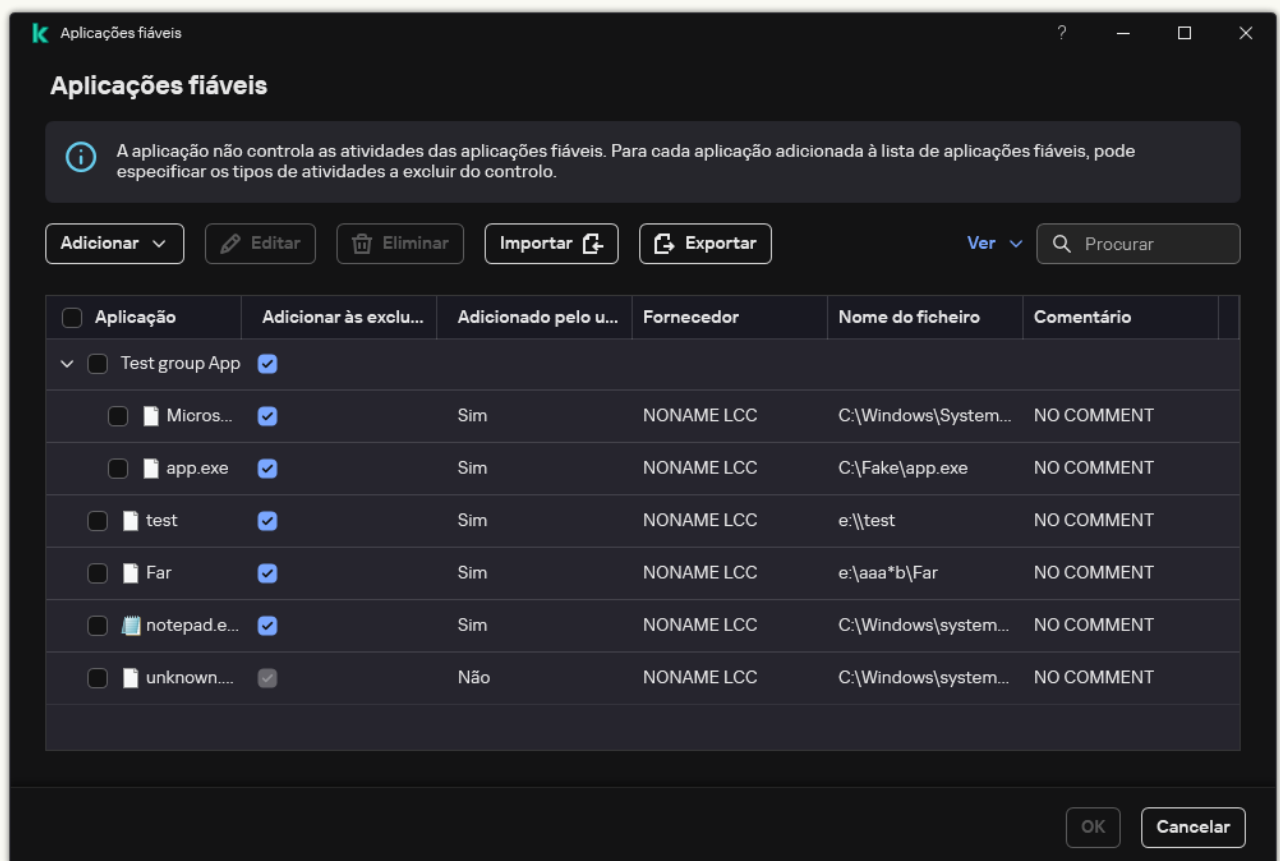 Aplicações fiáveis
Aplicações fiáveis
A aplicação não controla as atividades das aplicações fiáveis. Para cada aplicação adicionada à lista de aplicações fiáveis, pode
especificar os tipos de atividades a excluir do controlo.
Adicionar Editar Eliminar Importar Exportar Ver Procurar
Aplicação Adicionar às exclu... Adicionado pelo u... Fornecedor Nome do ficheiro Comentário
Test group App
Micros... Sim NONAME LCC C:\Windows\System... NO COMMENT
app.exe Sim NONAME LCC C:\Fake\app.exe NO COMMENT
test Sim NONAME LCC e:\\test NO COMMENT
Far Sim NONAME LCC e:\aaa*b\Far NO COMMENT
notepad.e... Sim NONAME LCC C:\Windows\system... NO COMMENT
unknown.... Não NONAME LCC C:\Windows\system... NO COMMENT
OK Cancelar